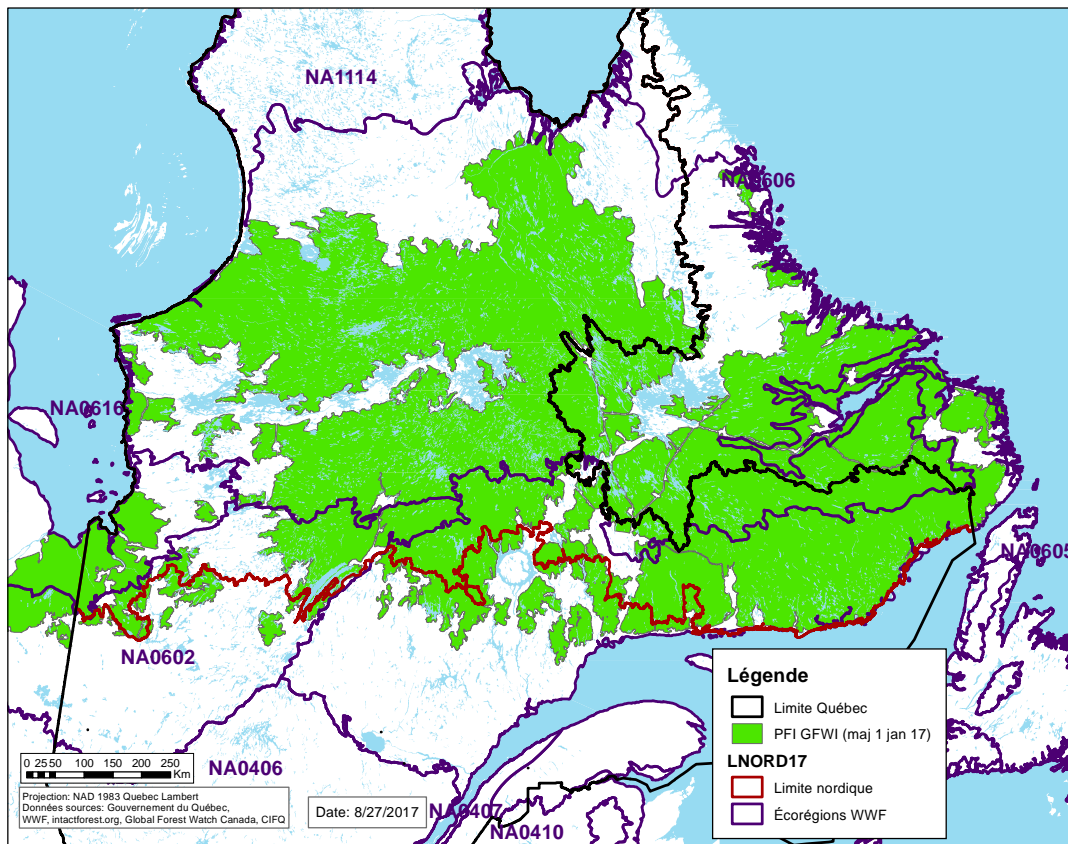 NA1114
NA0606
NA0616
NA0605
NA0602
NA0406
NA0407
NA0410
0 25 50 100 150 200 250
Km
Projection: NAD 1983 Quebec Lambert
Données sources: Gouvernement du Québec,
WWF, intactforest.org, Global Forest Watch Canada, CIFQ
Date: 8/27/2017
Légende
Limite Québec
PFI GFWI (maj 1 jan 17)
LNORD17
Limite nordique
Écorégions WWF